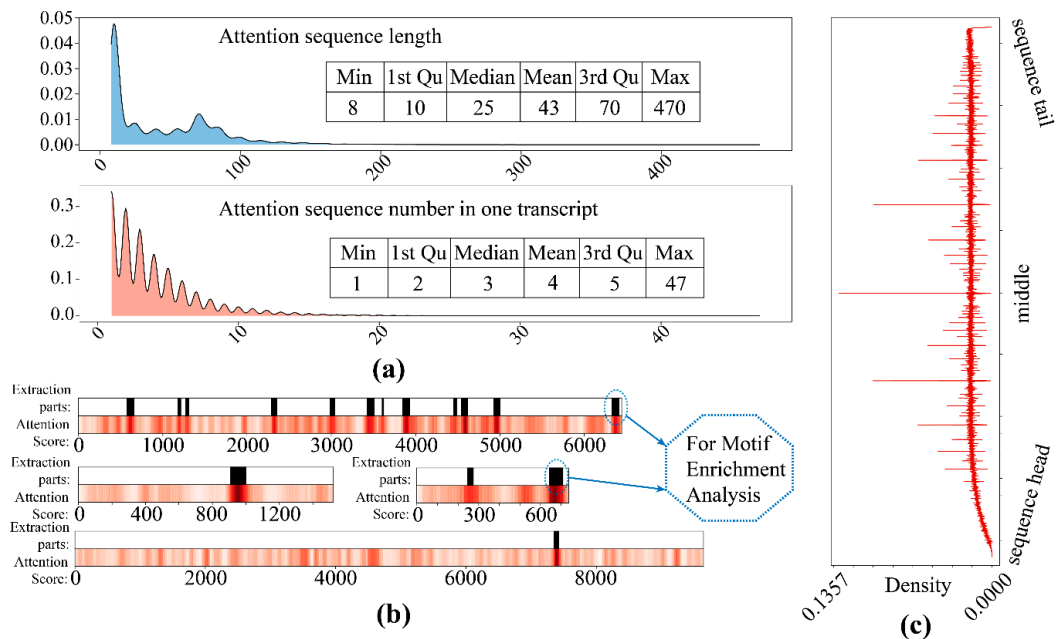 0.05
Attention sequence length
0.04
0.03
Min 1st Qu Median Mean 3rd Qu Max
0.02
8 10 25 43 70 470
0.01
0.00
0 100 200 400
Attention sequence number in one transcript
0.3
0.2
Min 1st Qu Median Mean 3rd Qu Max
0.1
1 2 3 4 5 47
0.0
0 10 20 30 40
(a)
Extraction
parts:
Attention
Score:
0 1000 2000 3000 4000 5000 6000
Extraction
parts:
Attention
Score:
0 400 800 1200
Extraction
parts:
Attention
Score:
0 300 600
For Motif
Enrichment
Analysis
Extraction
parts:
Attention
Score:
0 2000 4000 6000 8000
(b)
sequence tail
middle
sequence head
0.1357 Density 0.0000
(c)